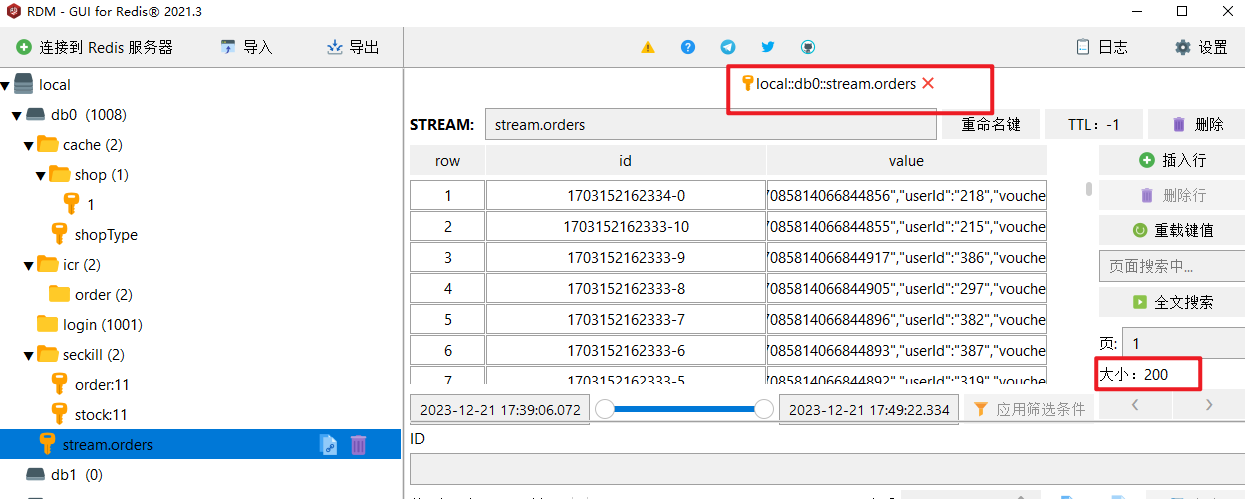 RDM - GUI for Redis® 2021.3
连接到 Redis 服务器 导入 导出 日志 设置
local
db0 (1008)
cache (2)
shop (1)
1
shopType
icr (2)
order (2)
login (1001)
seckill (2)
order:11
stock:11
stream.orders
db1 (0)
local::db0::stream.orders
STREAM: stream.orders 重命名键 TTL: -1 删除
row id value
1 1703152162334-0 7085814066844856","userId":"218","vouche
2 1703152162333-10 7085814066844855","userId":"215","vouche
3 1703152162333-9 7085814066844917","userId":"386","vouche
4 1703152162333-8 7085814066844905","userId":"297","vouche
5 1703152162333-7 7085814066844896","userId":"382","vouche
6 1703152162333-6 7085814066844893","userId":"387","vouche
7 1703152162333-5 7085814066844892","userId":"319","vouche
插入行
删除行
重载键值
页面搜索中...
全文搜索
页: 1
大小: 200
2023-12-21 17:39:06.072 2023-12-21 17:49:22.334 应用筛选条件
ID